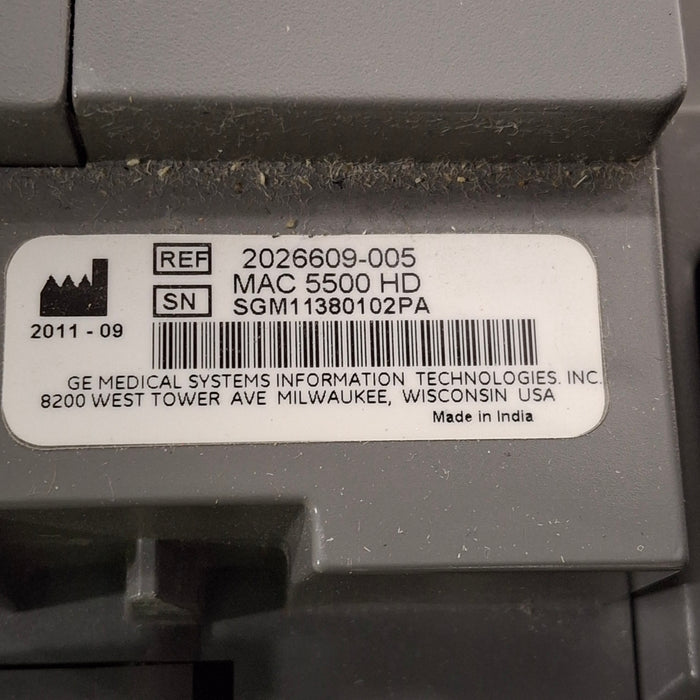 REF 2026609-005
MAC 5500 HD
SN SGM11380102PA
2011 - 09
GE MEDICAL SYSTEMS INFORMATION TECHNOLOGIES. INC.
8200 WEST TOWER AVE MILWAUKEE, WISCONSIN USA
Made in India